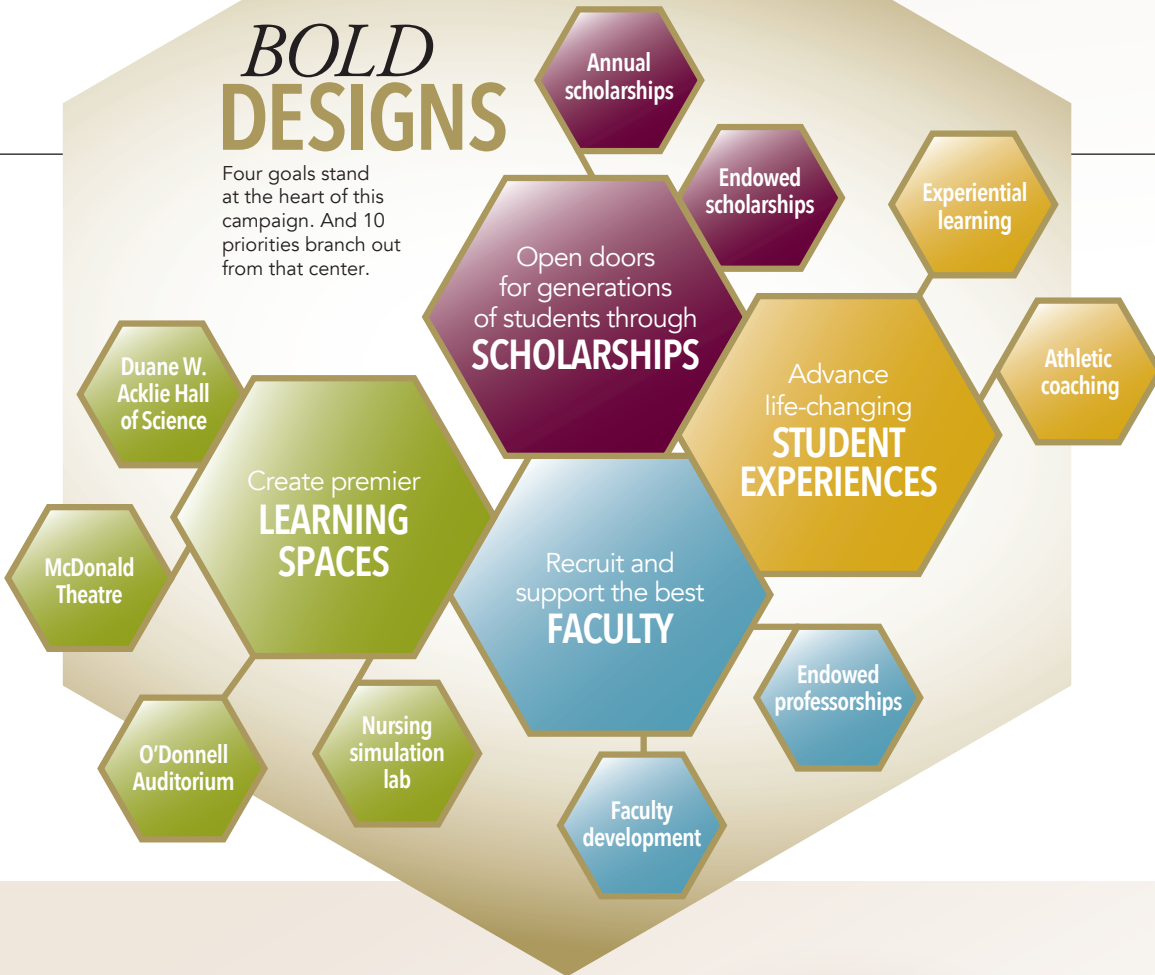 BOLD
DESIGNS
Four goals stand
at the heart of this
campaign. And 10
priorities branch out
from that center.
Annual
scholarships
Endowed
scholarships
Open doors
for generations
of students through
SCHOLARSHIPS
Experiential
learning
Athletic
coaching
Advance
life-changing
STUDENT
EXPERIENCES
Duane W.
Acklie Hall
of Science
Create premier
LEARNING
SPACES
McDonald
Theatre
O'Donnell
Auditorium
Nursing
simulation
lab
Recruit and
support the best
FACULTY
Endowed
professorships
Faculty
development